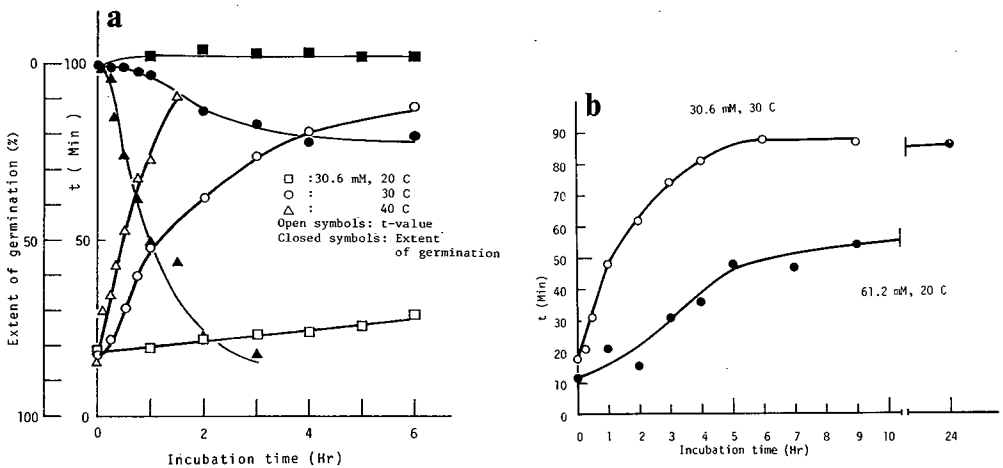 a
Extent of germination (%)
0
50
100
t (Min)
100
50
0
□ :30.6 mM, 20 C
○ : 30 C
△ : 40 C
Open symbols: t-value
Closed symbols: Extent
of germination
0 2 4 6
Incubation time (Hr)
b
30.6 mM, 30 C
t (Min)
90
80
70
60
50
40
30
20
10
0
61.2 mM, 20 C
0 1 2 3 4 5 6 7 8 9 10 24
Incubation time (Hr)